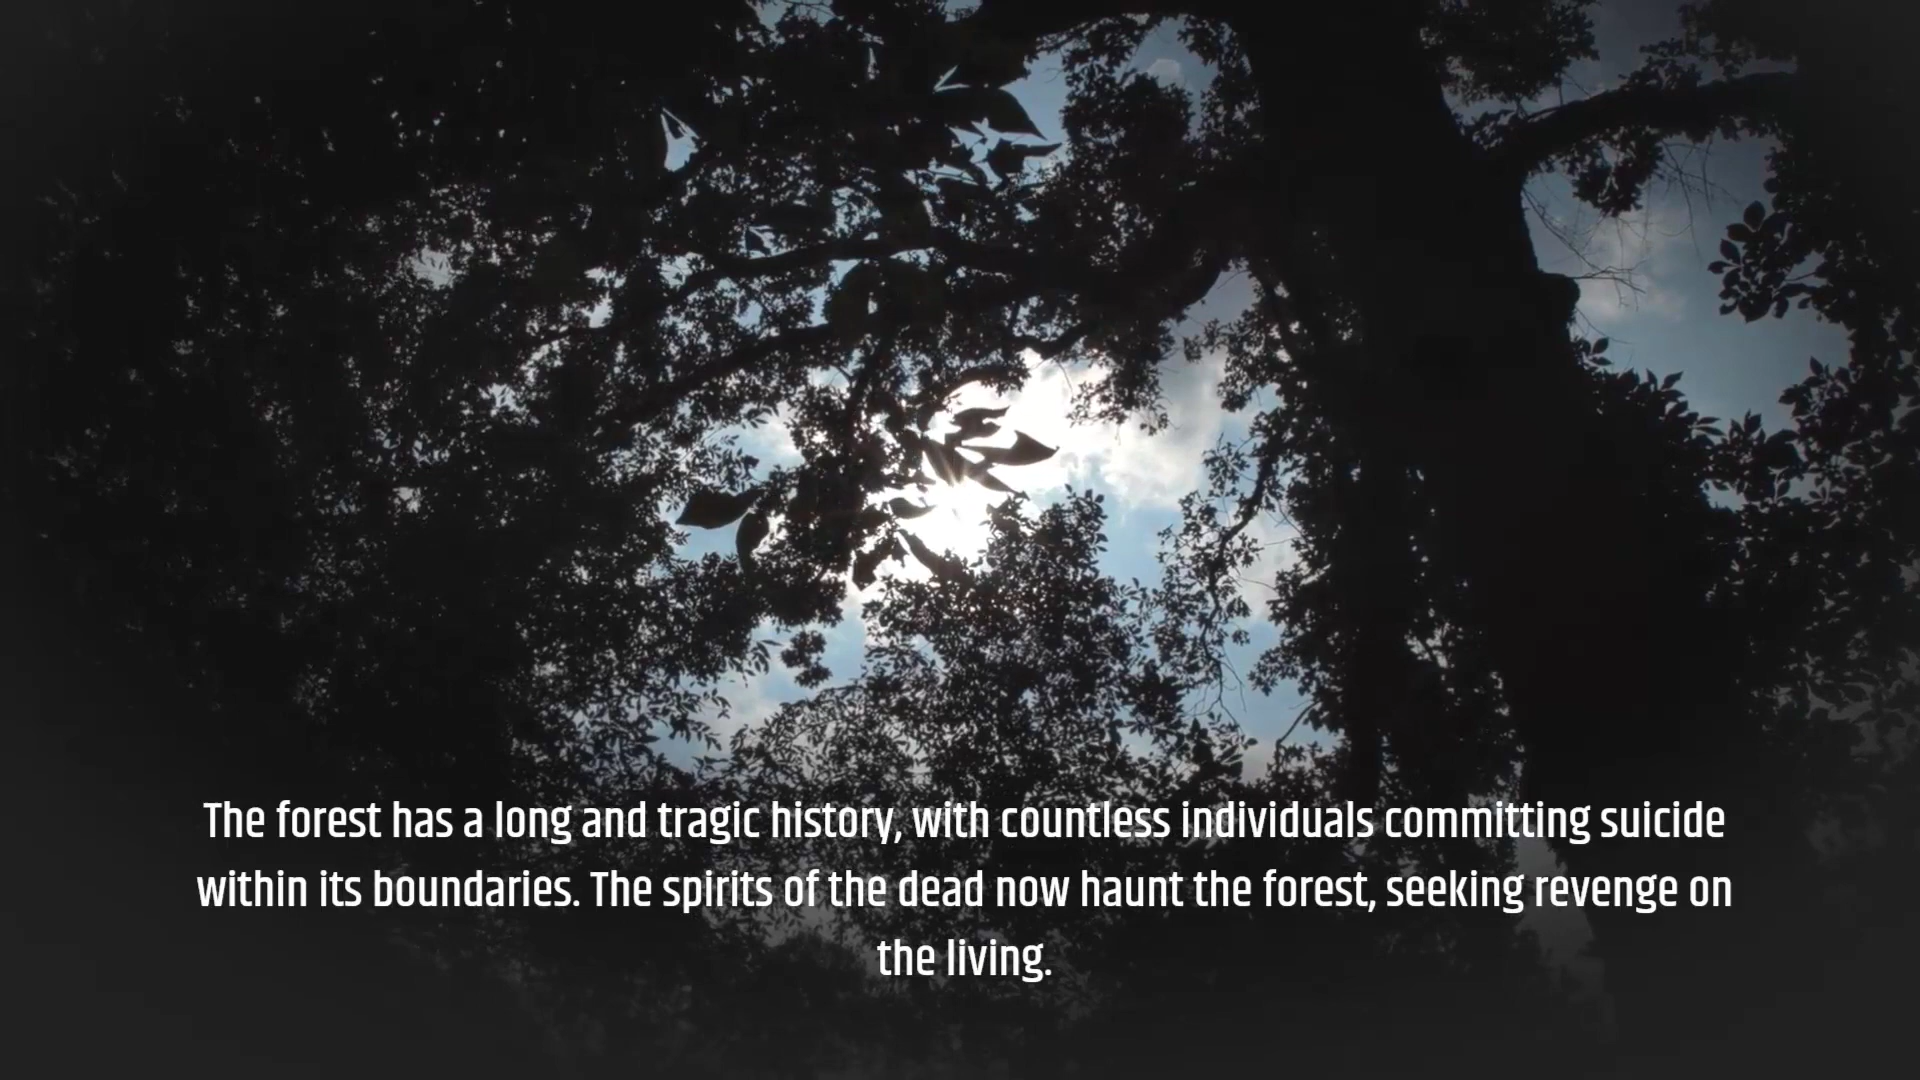 The forest has a long and tragic history, with countless individuals committing suicide
within its boundaries. The spirits of the dead now haunt the forest, seeking revenge on
the living.